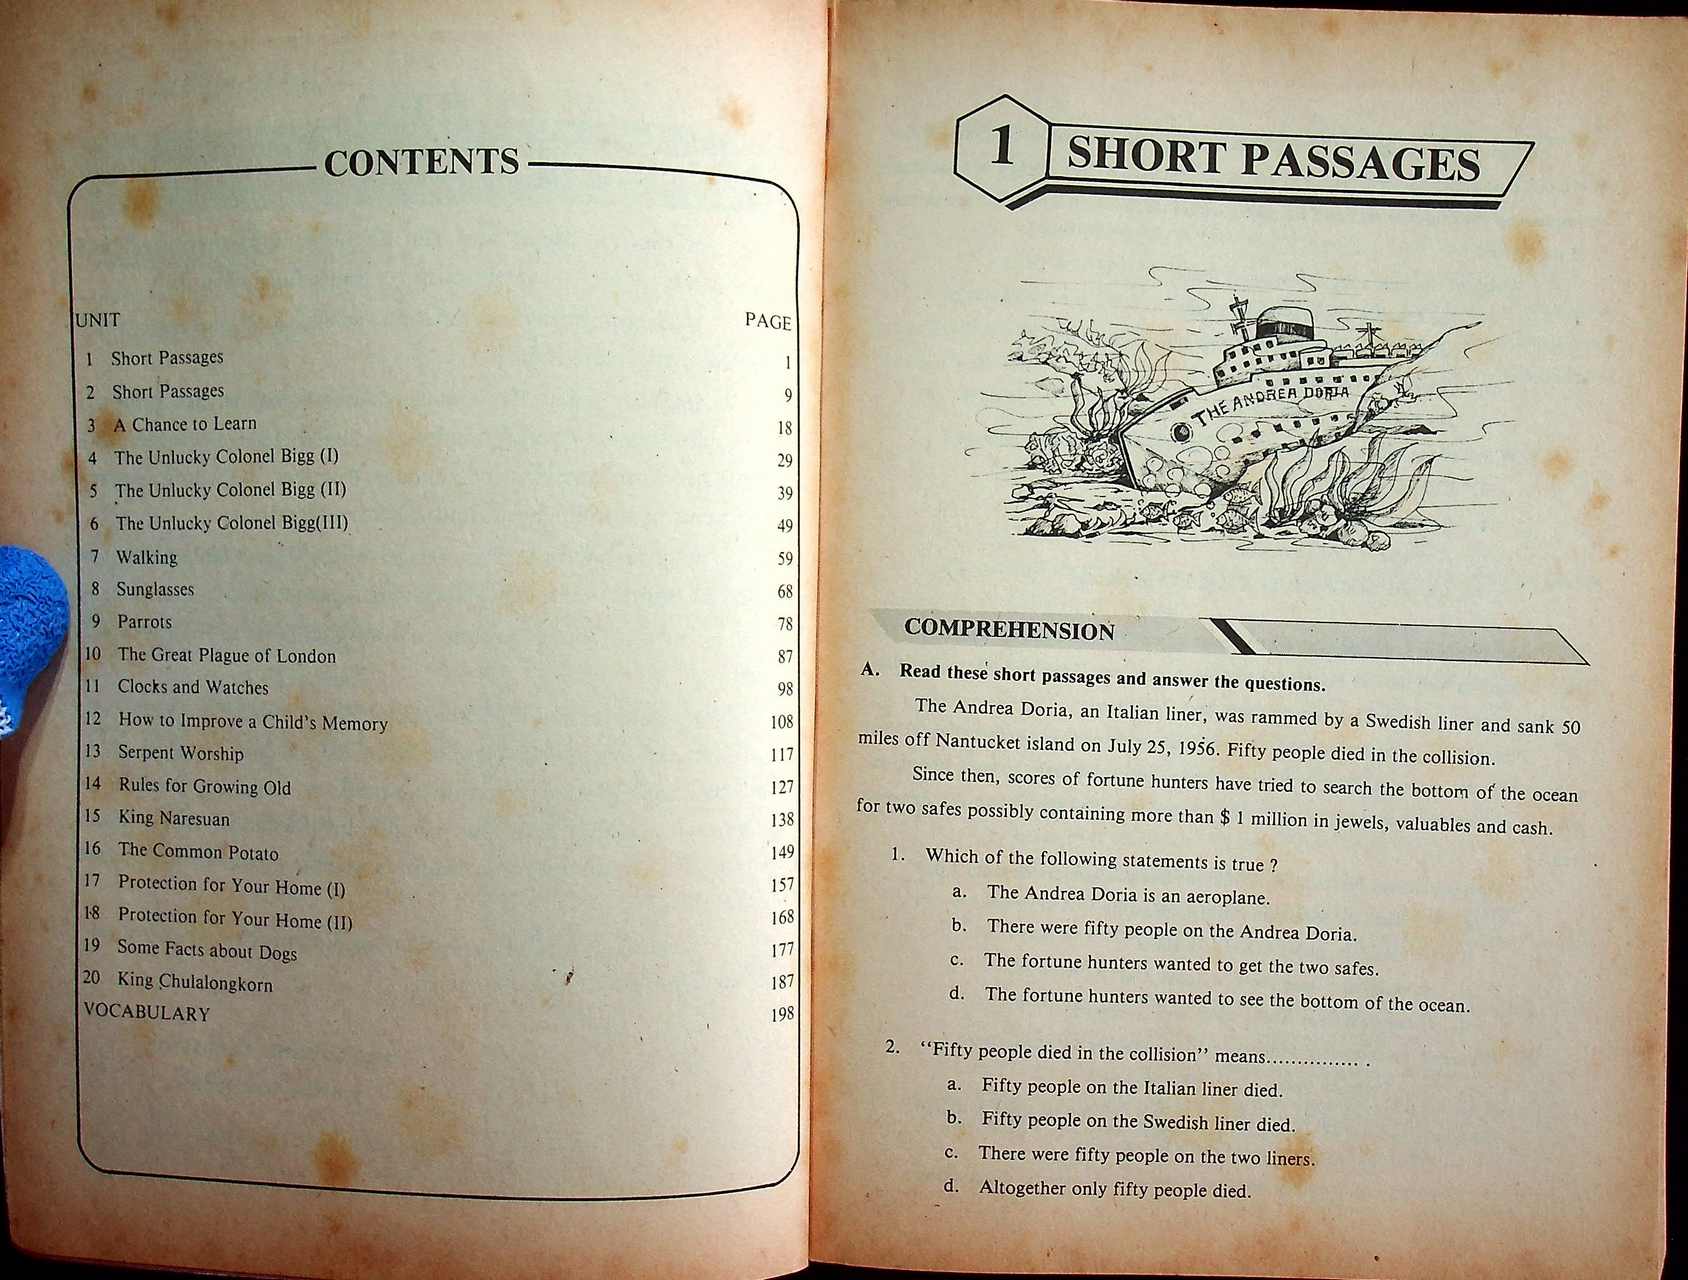 CONTENTS
UNIT PAGE
1 Short Passages 1
2 Short Passages 9
3 A Chance to Learn 18
4 The Unlucky Colonel Bigg (I) 29
5 The Unlucky Colonel Bigg (II) 39
6 The Unlucky Colonel Bigg(III) 49
7 Walking 59
8 Sunglasses 68
9 Parrots 78
10 The Great Plague of London 87
11 Clocks and Watches 98
12 How to Improve a Child's Memory 108
13 Serpent Worship 117
14 Rules for Growing Old 127
15 King Naresuan 138
16 The Common Potato 149
17 Protection for Your Home (I) 157
18 Protection for Your Home (II) 168
19 Some Facts about Dogs 177
20 King Chulalongkorn 187
VOCABULARY 198
1 SHORT PASSAGES
THE ANDREA DORIA
COMPREHENSION
A. Read these short passages and answer the questions.
The Andrea Doria, an Italian liner, was rammed by a Swedish liner and sank 50
miles off Nantucket island on July 25, 1956. Fifty people died in the collision.
Since then, scores of fortune hunters have tried to search the bottom of the ocean
for two safes possibly containing more than $ 1 million in jewels, valuables and cash.
1. Which of the following statements is true ?
a. The Andrea Doria is an aeroplane.
b. There were fifty people on the Andrea Doria.
c. The fortune hunters wanted to get the two safes.
d. The fortune hunters wanted to see the bottom of the ocean.
2. "Fifty people died in the collision" means............... .
a. Fifty people on the Italian liner died.
b. Fifty people on the Swedish liner died.
c. There were fifty people on the two liners.
d. Altogether only fifty people died.